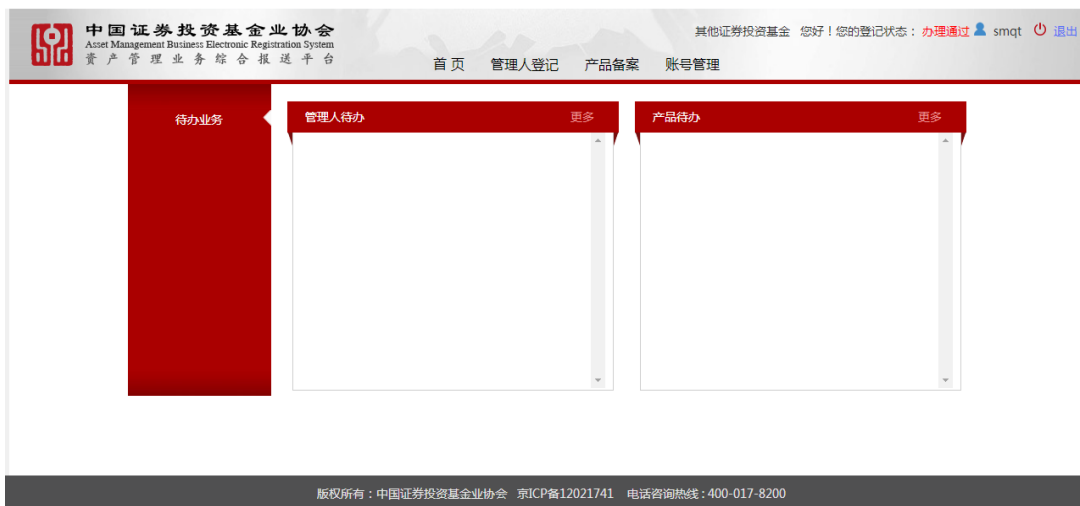 中国证券投资基金业协会
Asset Management Business Electronic Registration System
资产管理业务综合报送平台
其他证券投资基金 您好！您的登记状态：办理通过 smqt 退出
首页 管理人登记 产品备案 账号管理
待办业务
管理人待办 更多
产品待办 更多
版权所有：中国证券投资基金业协会 京ICP备12021741 电话咨询热线：400-017-8200